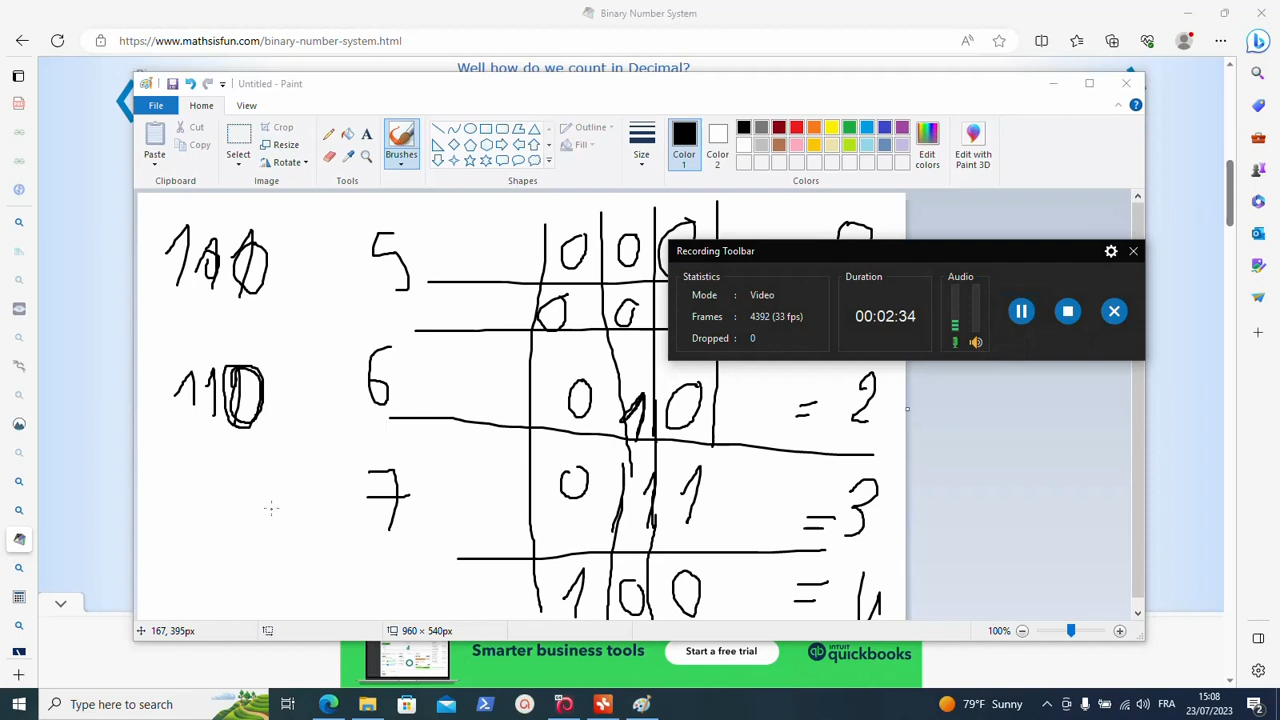 Binary Number System
https://www.mathsisfun.com/binary-number-system.html
Well how do we count in Decimal?
Untitled - Paint
File Home View
Paste
Cut
Copy
Clipboard
Select
Crop
Resize
Rotate
Image
Tools
Brushes
Shapes
Outline
Fill
Size
Color 1
Color 2
Colors
Edit colors
Edit with Paint 3D
5 0 0 0
0 0
110 6 0 1 0 = 2
7 0 1 1 = 3
1 0 0 = 4
Recording Toolbar
Statistics
Mode : Video
Frames : 4392 (33 fps)
Dropped : 0
Duration
00:02:34
Audio
167, 395px
960 × 540px
100%
Smarter business tools
Start a free trial
intuit quickbooks
Type here to search
79°F Sunny
FRA
15:08
23/07/2023
2